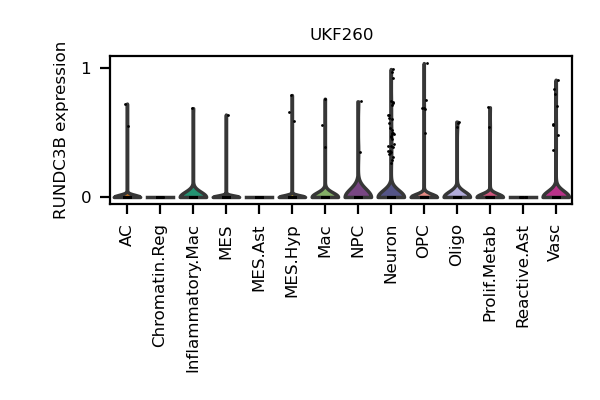 UKF260
RUNDC3B expression
1
0
AC
Chromatin.Reg
Inflammatory.Mac
MES
MES.Ast
MES.Hyp
Mac
NPC
Neuron
OPC
Oligo
Prolif.Metab
Reactive.Ast
Vasc